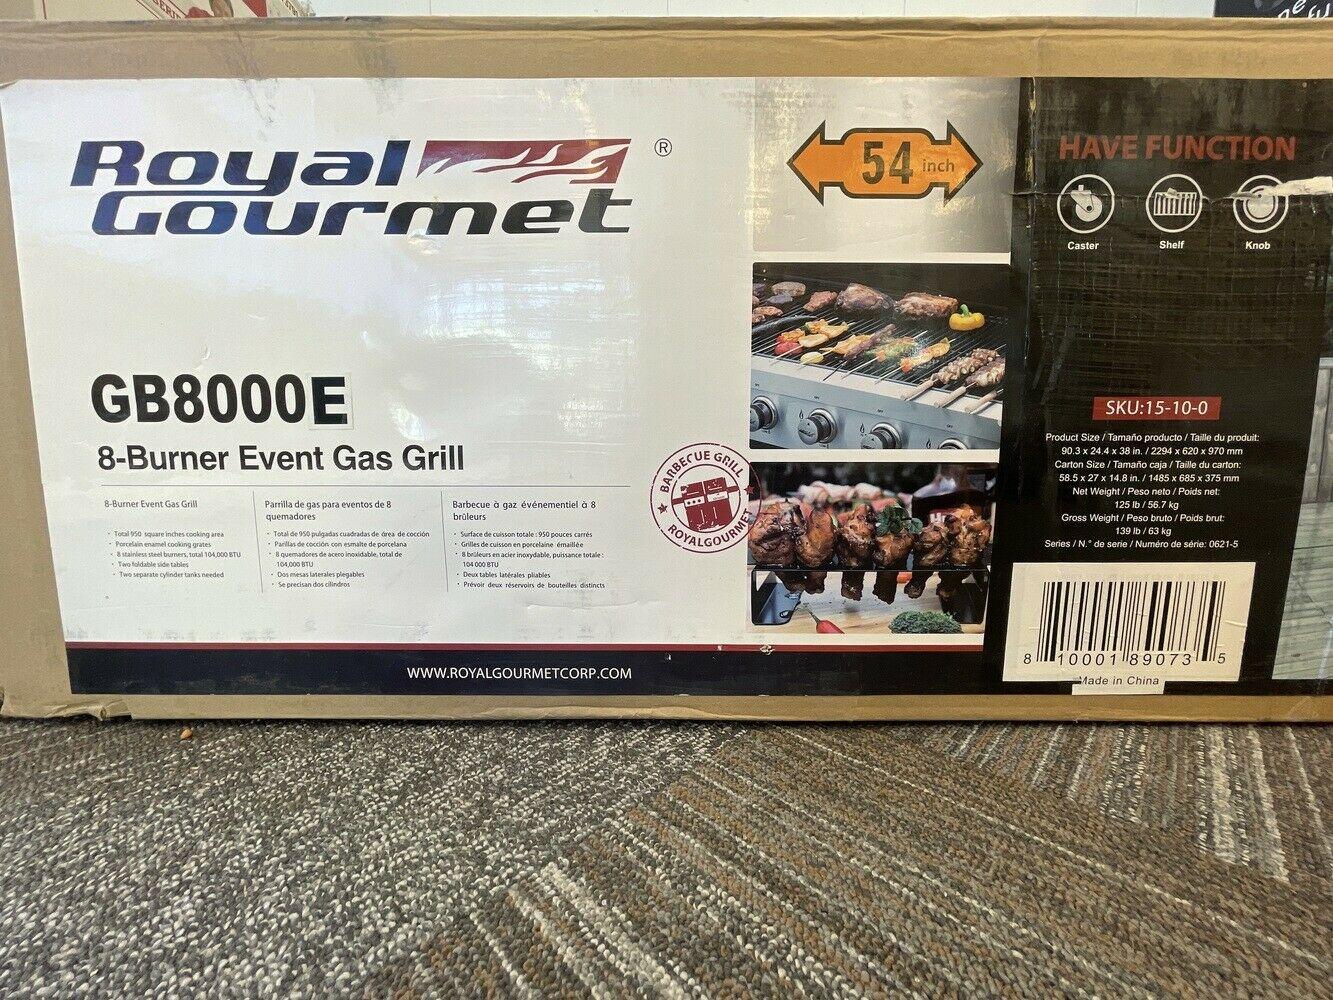 Royal
Gourmet
®
GB8000E
8-Burner Event Gas Grill
8-Burner Event Gas Grill
· Total 950 square inches cooking area
· Porcelain enamel cooking grates
· 8 stainless steel burners, total 104,000 BTU
· Two foldable side tables
· Two separate cylinder tanks needed
Parrilla de gas para eventos de 8
quemadores
· Total de 950 pulgadas cuadradas de área de cocción
· Parillas de cocción con esmalte de porcelana
· 8 quemadores de acero inoxidable, total de
104,000 BTU
· Dos mesas laterales plegables
· Se precisan dos cilindros
Barbecue à gaz événementiel à 8
brûleurs
· Surface de cuisson totale : 950 pouces carrés
· Grilles de cuisson en porcelaine émaillée
· 8 brûleurs en acier inoxydable, puissance totale :
104 000 BTU
· Deux tables latérales pliables
· Prévoir deux réservoirs de bouteilles distincts
BARBECUE GRILL
ROYALGOURMET
54 inch
WWW.ROYALGOURMETCORP.COM
HAVE FUNCTION
Caster
Shelf
Knob
SKU:15-10-0
Product Size / Tamaño producto / Taille du produit:
90.3 x 24.4 x 38 in. / 2294 x 620 x 970 mm
Carton Size / Tamaño caja / Taille du carton:
58.5 x 27 x 14.8 in. / 1485 x 685 x 375 mm
Net Weight / Peso neto / Poids net:
125 lb / 56.7 kg
Gross Weight / Peso bruto / Poids brut:
139 lb / 63 kg
Series / N.° de serie / Numéro de série: 0621-5
8 10001 89073 5
Made in China